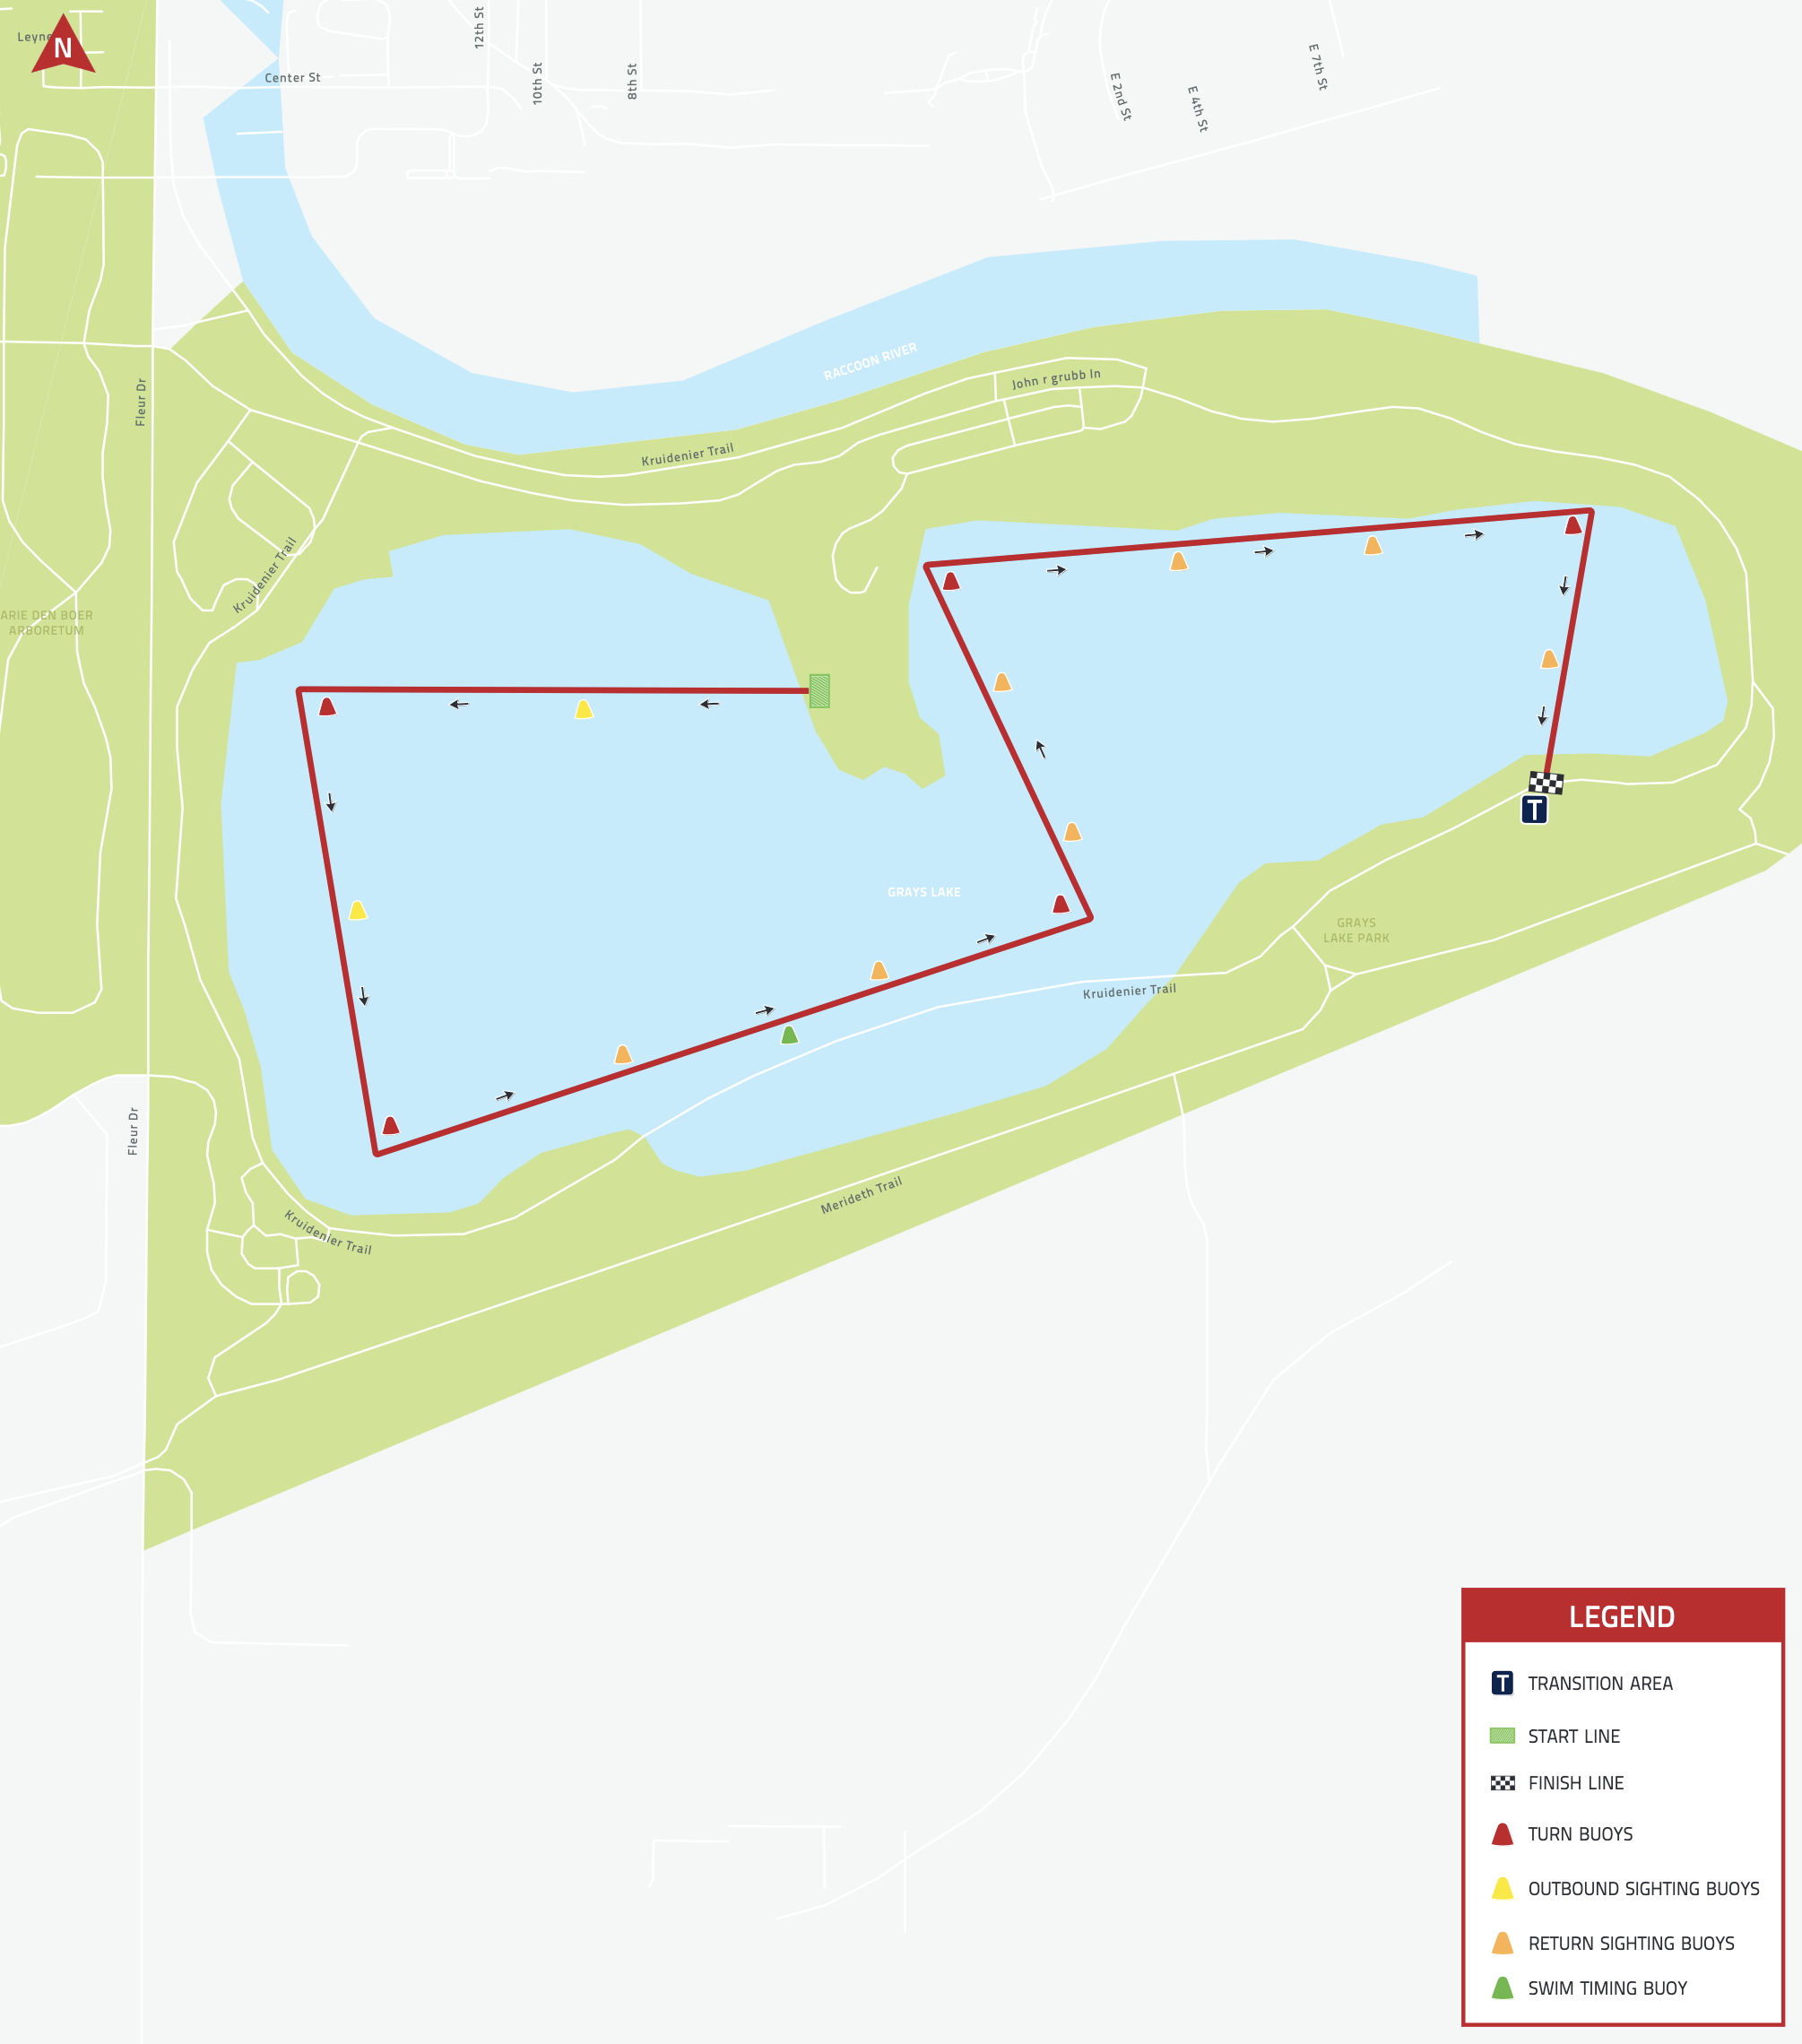 Leyne
N
Center St
12th St
10th St
8th St
E 2nd St
E 4th St
E 7th St
RACCOON RIVER
John r grubb ln
Fleur Dr
Kruidenier Trail
Kruidenier Trail
ARIE DEN BOER
ARBORETUM
T
GRAYS LAKE
GRAYS
LAKE PARK
Kruidenier Trail
Fleur Dr
Merideth Trail
Kruidenier Trail
LEGEND
T TRANSITION AREA
START LINE
FINISH LINE
TURN BUOYS
OUTBOUND SIGHTING BUOYS
RETURN SIGHTING BUOYS
SWIM TIMING BUOY